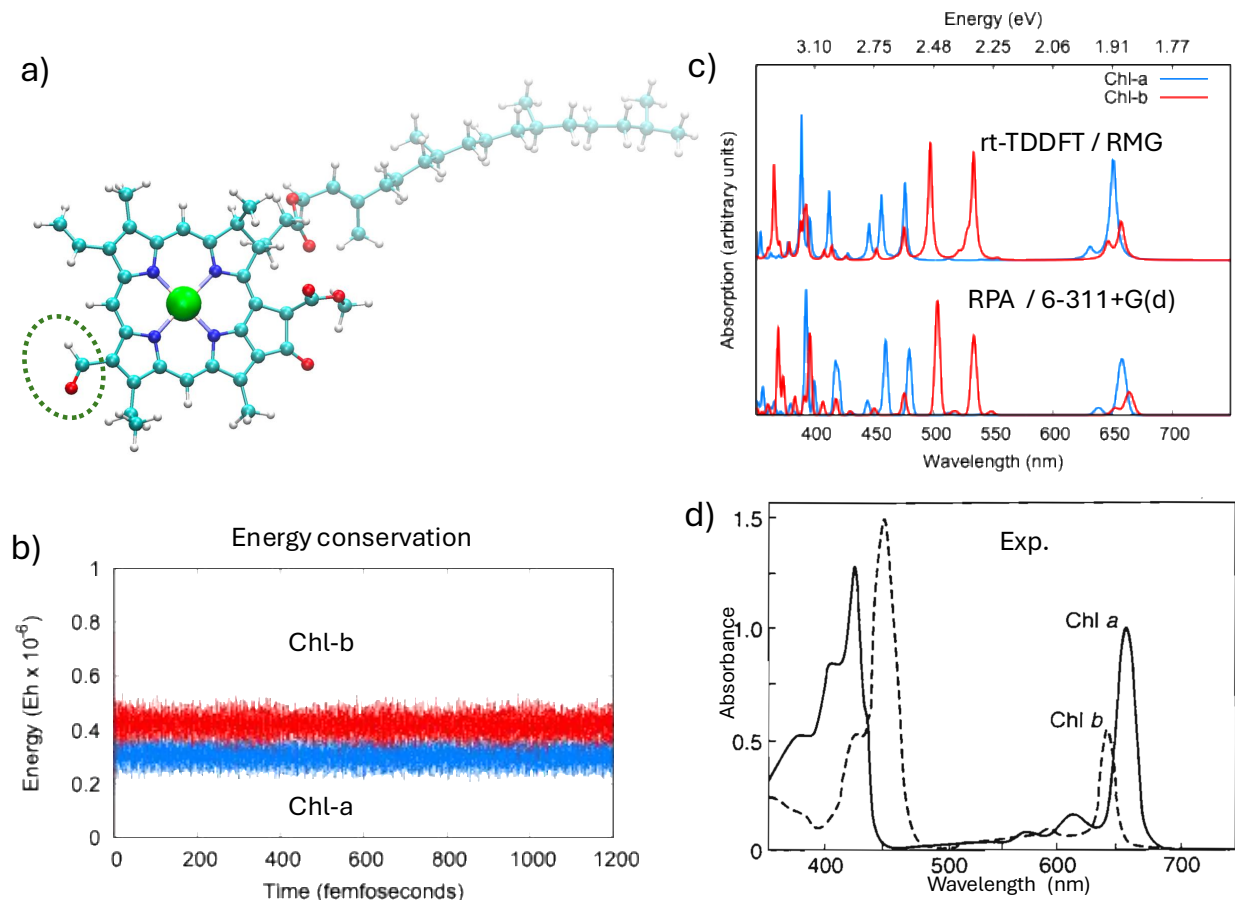 a)
b)
Energy conservation
Energy (Eh x 10⁻⁶)
1
0.8
0.6
0.4
0.2
0
Chl-b
Chl-a
0 200 400 600 800 1000 1200
Time (femfoseconds)
c)
Energy (eV)
3.10 2.75 2.48 2.25 2.06 1.91 1.77
Chl-a
Chl-b
rt-TDDFT / RMG
RPA / 6-311+G(d)
Absorption (arbitrary units)
400 450 500 550 600 650 700
Wavelength (nm)
d)
Exp.
Absorbance
1.5
1.0
0.5
0
Chl a
Chl b
400 500 600 700
Wavelength (nm)